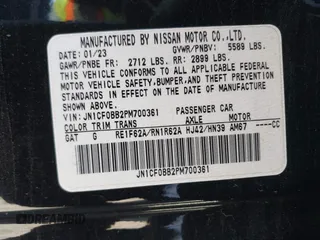 MANUFACTURED BY NISSAN MOTOR CO.,LTD.
DATE: 01/23 GVWR/PNBV: 5589 LBS.
GAWR/PNBE FR: 2712 LBS. RR: 2899 LBS.
THIS VEHICLE CONFORMS TO ALL APPLICABLE FEDERAL
MOTOR VEHICLE SAFETY, BUMPER, AND THEFT PREVENTION
STANDARDS IN EFFECT ON THE DATE OF MANUFACTURE
SHOWN ABOVE.
VIN: JN1CF0BB2PM700361 PASSENGER CAR
COLOR TRIM TRANS AXLE MOTOR
GAT G RE1F62A/RN1R62A HJ42/HN39 AM67 ----CC
JN1CF0BB2PM700361
DREAMBID